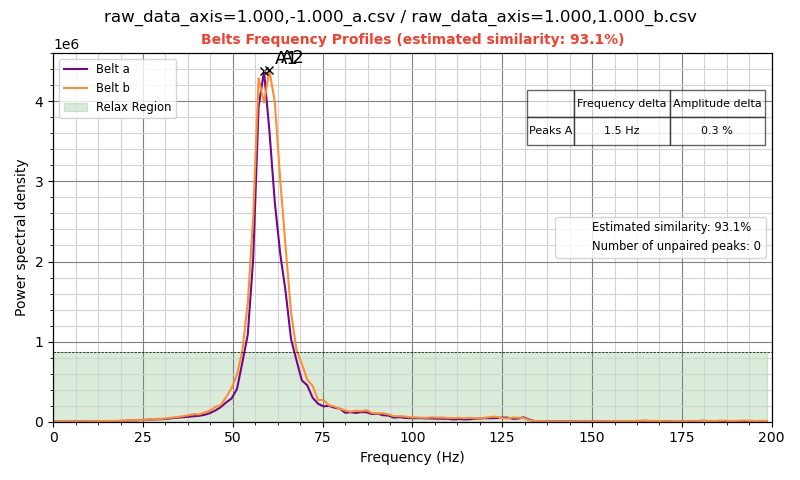 raw_data_axis=1.000,-1.000_a.csv / raw_data_axis=1.000,1.000_b.csv
Belts Frequency Profiles (estimated similarity: 93.1%)
1e6
A1
A2
Belt a
Belt b
Relax Region
Frequency delta Amplitude delta
Peaks A 1.5 Hz 0.3 %
Estimated similarity: 93.1%
Number of unpaired peaks: 0
Power spectral density
4
3
2
1
0
0 25 50 75 100 125 150 175 200
Frequency (Hz)